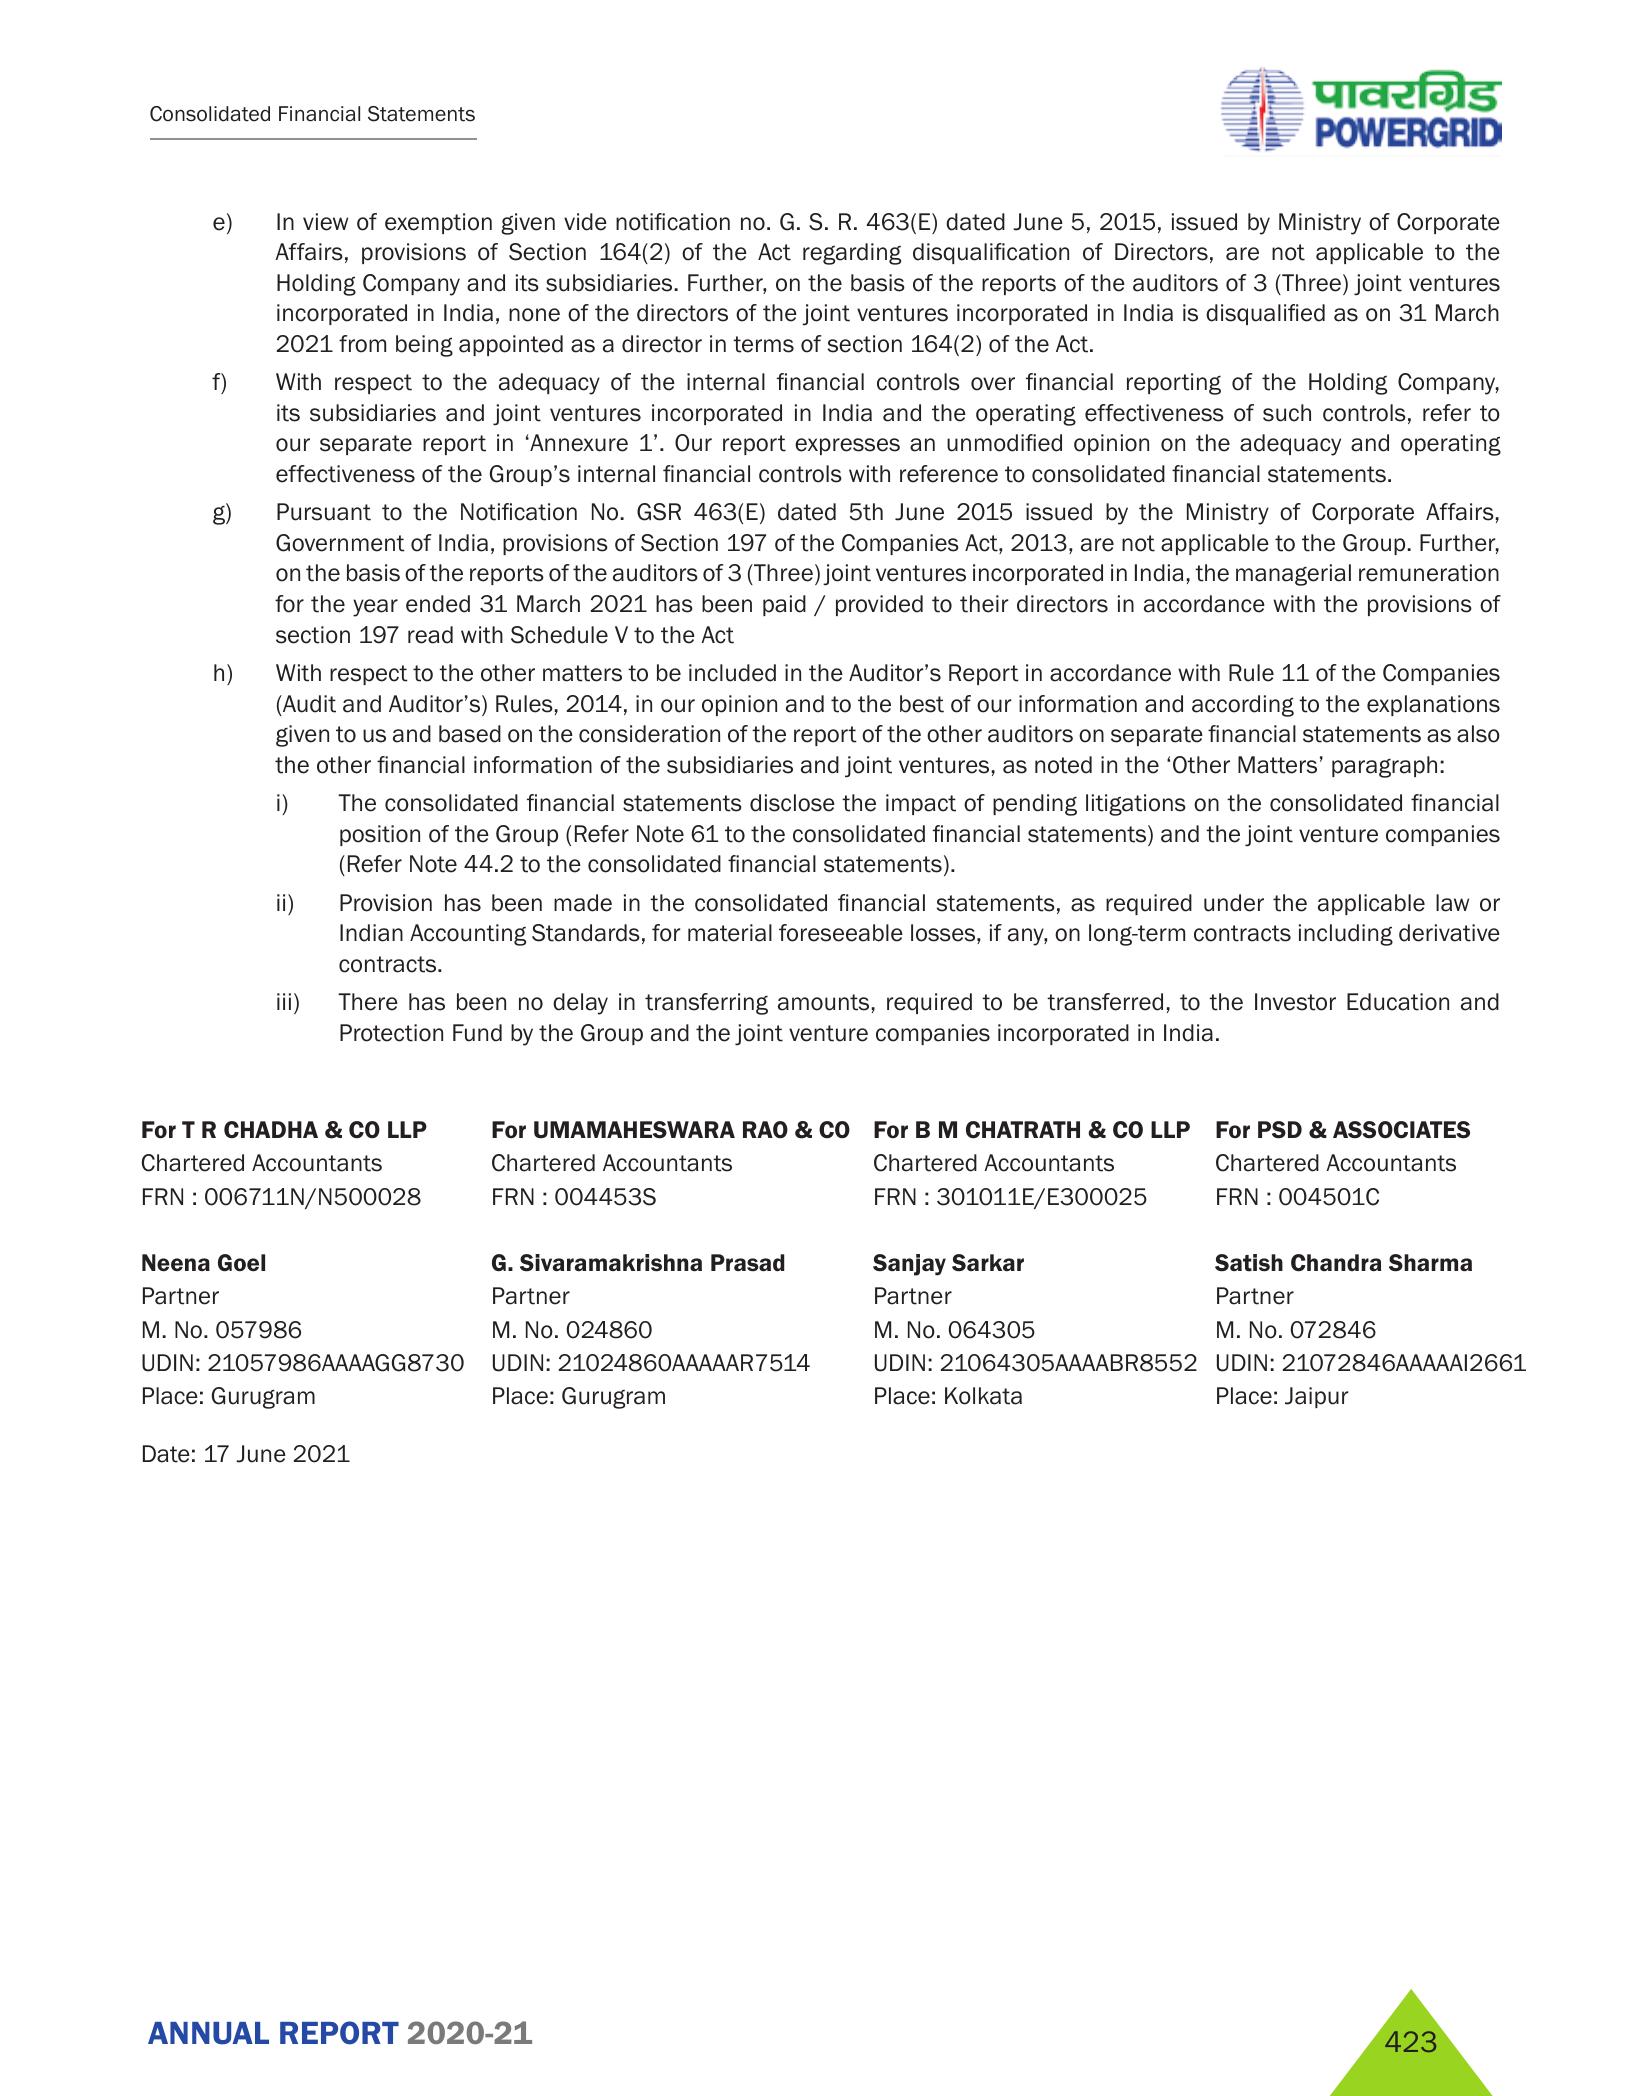 Consolidated Financial Statements
पावरग्रिड
POWERGRID
e) In view of exemption given vide notification no. G. S. R. 463(E) dated June 5, 2015, issued by Ministry of Corporate
Affairs, provisions of Section 164(2) of the Act regarding disqualification of Directors, are not applicable to the
Holding Company and its subsidiaries. Further, on the basis of the reports of the auditors of 3 (Three) joint ventures
incorporated in India, none of the directors of the joint ventures incorporated in India is disqualified as on 31 March
2021 from being appointed as a director in terms of section 164(2) of the Act.
f) With respect to the adequacy of the internal financial controls over financial reporting of the Holding Company,
its subsidiaries and joint ventures incorporated in India and the operating effectiveness of such controls, refer to
our separate report in ‘Annexure 1’. Our report expresses an unmodified opinion on the adequacy and operating
effectiveness of the Group’s internal financial controls with reference to consolidated financial statements.
g) Pursuant to the Notification No. GSR 463(E) dated 5th June 2015 issued by the Ministry of Corporate Affairs,
Government of India, provisions of Section 197 of the Companies Act, 2013, are not applicable to the Group. Further,
on the basis of the reports of the auditors of 3 (Three) joint ventures incorporated in India, the managerial remuneration
for the year ended 31 March 2021 has been paid / provided to their directors in accordance with the provisions of
section 197 read with Schedule V to the Act
h) With respect to the other matters to be included in the Auditor’s Report in accordance with Rule 11 of the Companies
(Audit and Auditor’s) Rules, 2014, in our opinion and to the best of our information and according to the explanations
given to us and based on the consideration of the report of the other auditors on separate financial statements as also
the other financial information of the subsidiaries and joint ventures, as noted in the ‘Other Matters’ paragraph:
i) The consolidated financial statements disclose the impact of pending litigations on the consolidated financial
position of the Group (Refer Note 61 to the consolidated financial statements) and the joint venture companies
(Refer Note 44.2 to the consolidated financial statements).
ii) Provision has been made in the consolidated financial statements, as required under the applicable law or
Indian Accounting Standards, for material foreseeable losses, if any, on long-term contracts including derivative
contracts.
iii) There has been no delay in transferring amounts, required to be transferred, to the Investor Education and
Protection Fund by the Group and the joint venture companies incorporated in India.
For T R CHADHA & CO LLP For UMAMAHESWARA RAO & CO For B M CHATRATH & CO LLP For PSD & ASSOCIATES
Chartered Accountants Chartered Accountants Chartered Accountants Chartered Accountants
FRN : 006711N/N500028 FRN : 004453S FRN : 301011E/E300025 FRN : 004501C
Neena Goel G. Sivaramakrishna Prasad Sanjay Sarkar Satish Chandra Sharma
Partner Partner Partner Partner
M. No. 057986 M. No. 024860 M. No. 064305 M. No. 072846
UDIN: 21057986AAAAGG8730 UDIN: 21024860AAAAAR7514 UDIN: 21064305AAAABR8552 UDIN: 21072846AAAAAI2661
Place: Gurugram Place: Gurugram Place: Kolkata Place: Jaipur
Date: 17 June 2021
ANNUAL REPORT 2020-21
423